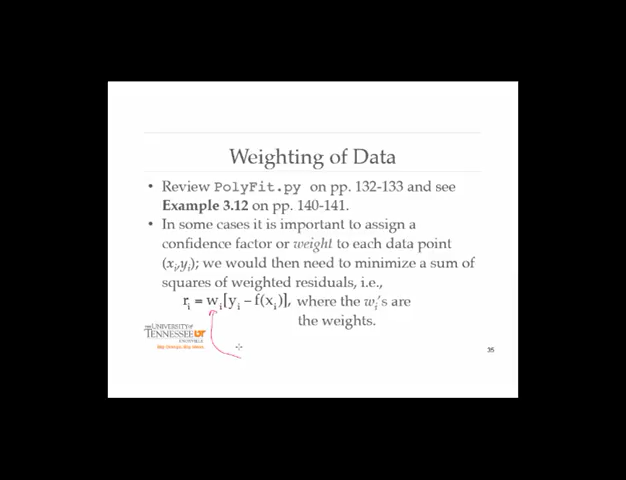 Weighting of Data
• Review PolyFit.py on pp. 132-133 and see
Example 3.12 on pp. 140-141.
• In some cases it is important to assign a
confidence factor or weight to each data point
(xᵢ,yᵢ); we would then need to minimize a sum of
squares of weighted residuals, i.e.,
rᵢ = wᵢ[yᵢ – f(xᵢ)], where the wᵢ's are
the weights.
THE UNIVERSITY OF
TENNESSEE UT
KNOXVILLE
35